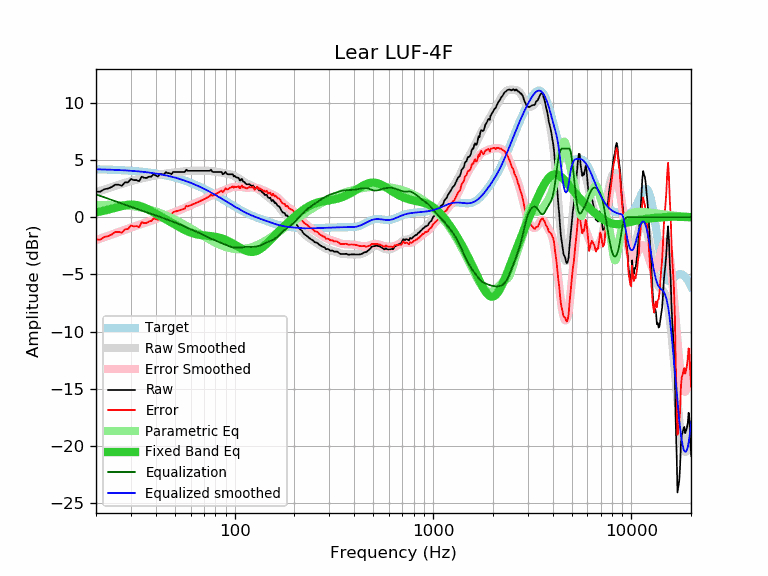 Lear LUF-4F
10
5
0
−5
−10
−15
−20
−25
Amplitude (dBr)
Target
Raw Smoothed
Error Smoothed
Raw
Error
Parametric Eq
Fixed Band Eq
Equalization
Equalized smoothed
100
1000
10000
Frequency (Hz)